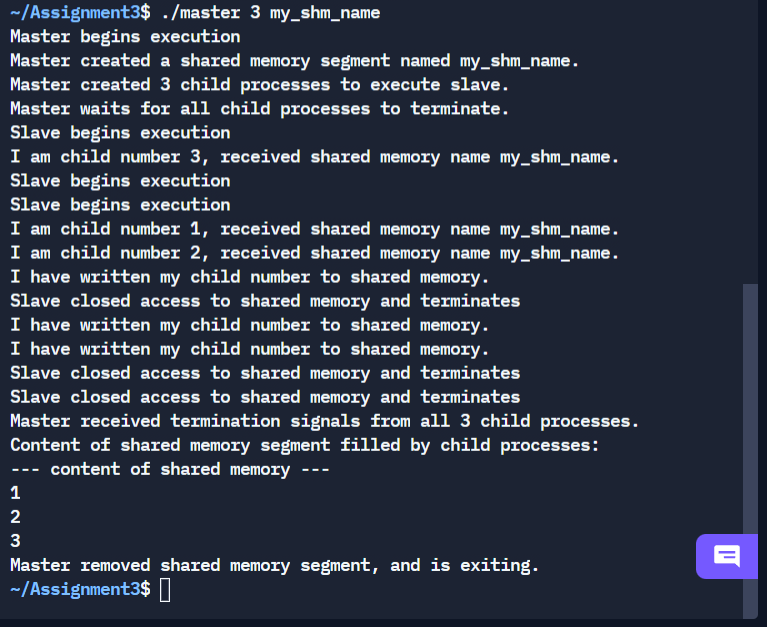 ~/Assignment3$ ./master 3 my_shm_name
Master begins execution
Master created a shared memory segment named my_shm_name.
Master created 3 child processes to execute slave.
Master waits for all child processes to terminate.
Slave begins execution
I am child number 3, received shared memory name my_shm_name.
Slave begins execution
Slave begins execution
I am child number 1, received shared memory name my_shm_name.
I am child number 2, received shared memory name my_shm_name.
I have written my child number to shared memory.
Slave closed access to shared memory and terminates
I have written my child number to shared memory.
I have written my child number to shared memory.
Slave closed access to shared memory and terminates
Slave closed access to shared memory and terminates
Master received termination signals from all 3 child processes.
Content of shared memory segment filled by child processes:
--- content of shared memory ---
1
2
3
Master removed shared memory segment, and is exiting.
~/Assignment3$